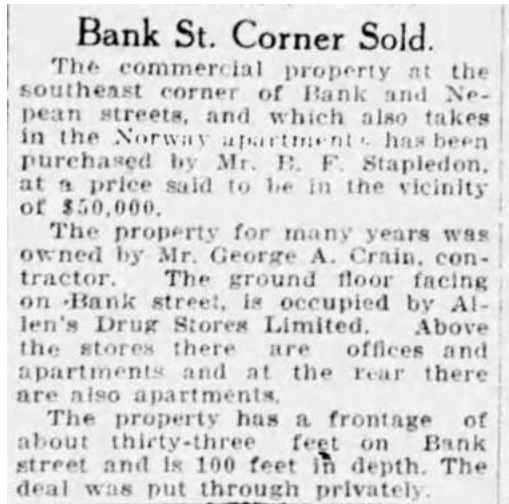 Bank St. Corner Sold.
The commercial property at the
southeast corner of Bank and Ne-
pean streets, and which also takes
in the Norway apartments has been
purchased by Mr. B. F. Stapledon,
at a price said to be in the vicinity
of $50,000.
The property for many years was
owned by Mr. George A. Crain, con-
tractor. The ground floor facing
on Bank street, is occupied by Al-
len's Drug Stores Limited. Above
the stores there are offices and
apartments and at the rear there
are also apartments.
The property has a frontage of
about thirty-three feet on Bank
street and is 100 feet in depth. The
deal was put through privately.